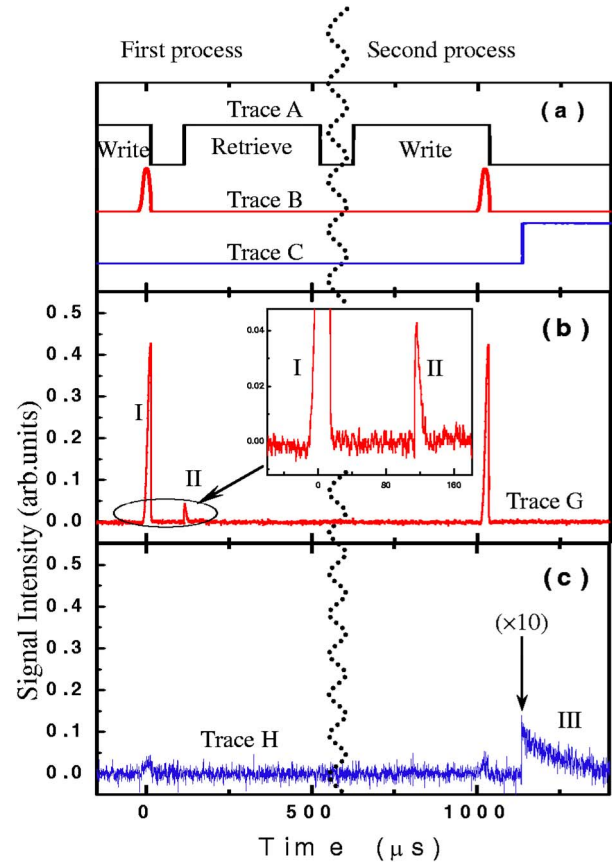 First process Second process
(a)
Trace A
Write Retrieve Write
Trace B
Trace C
0.5
0.4
0.3
0.2
0.1
0.0
(b)
I
II
0.04
0.02
0.00
I
II
0 80 160
Trace G
0.5
0.4
0.3
0.2
0.1
0.0
(c)
(×10)
III
Trace H
Signal Intensity (arb.units)
0 500 1000
Time (μs)